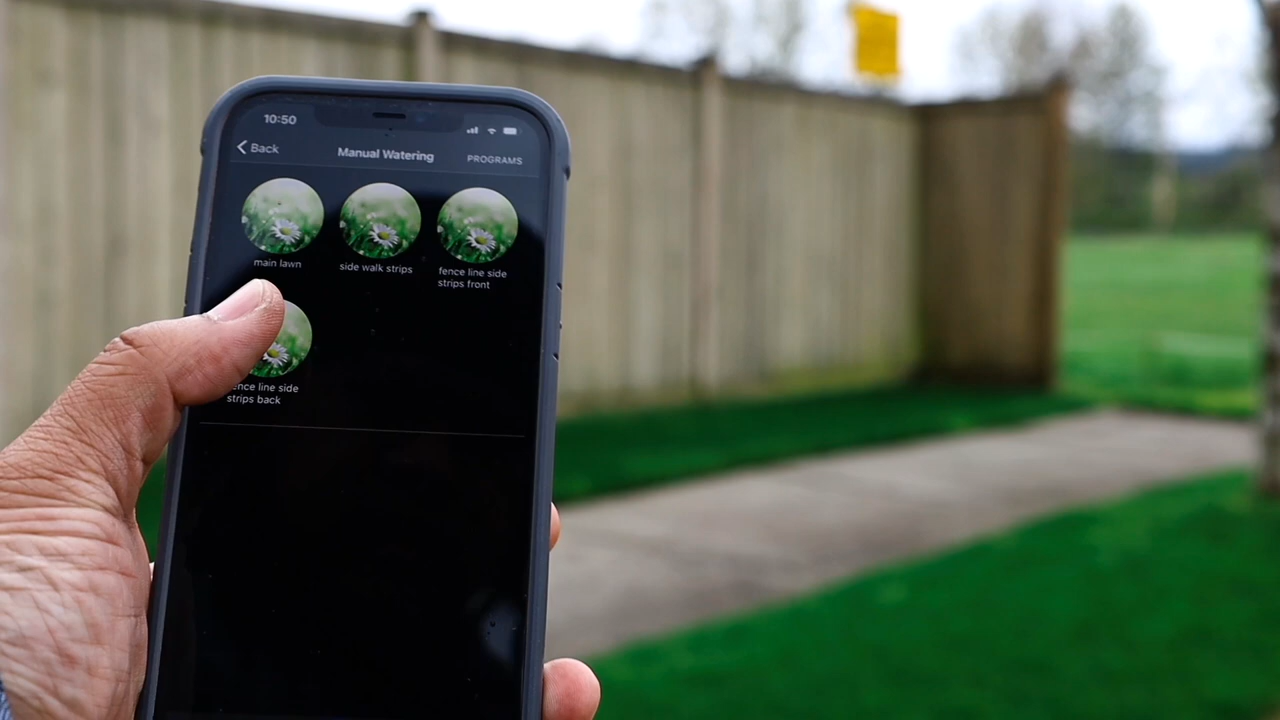 10:50
Back
Manual Watering
PROGRAMS
main lawn
side walk strips
fence line side
strips front
ence line side
strips back